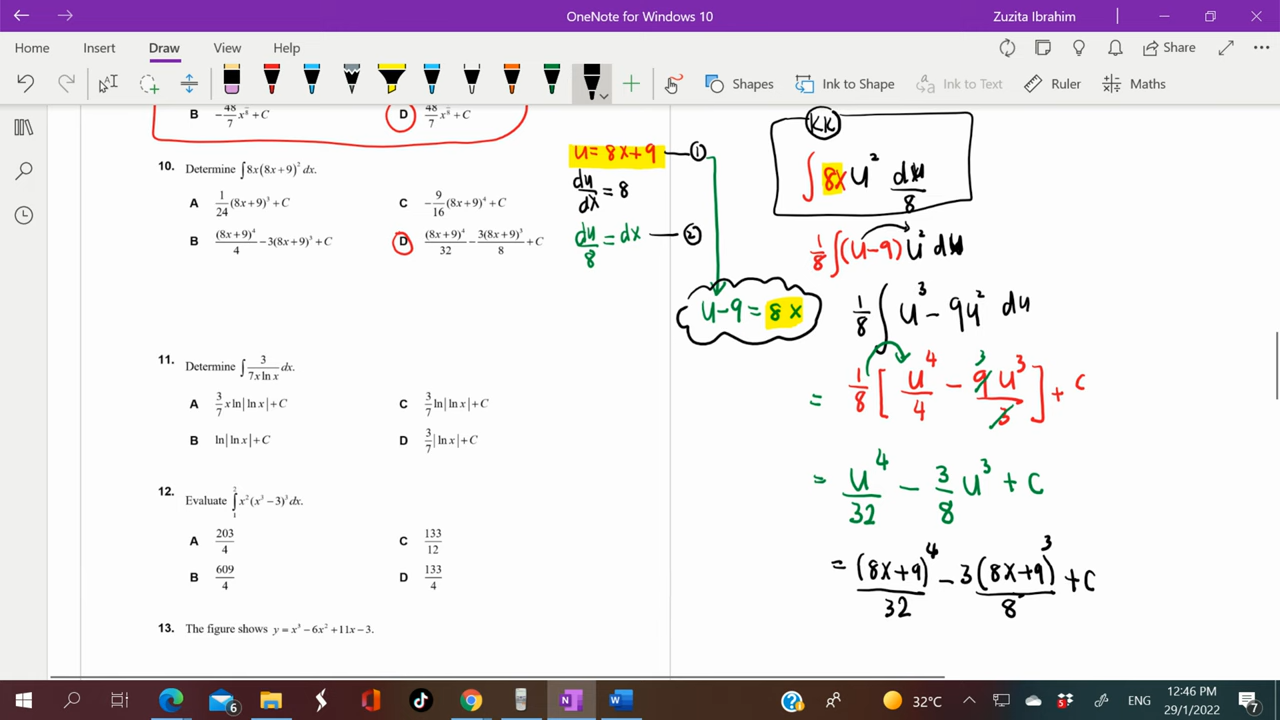 OneNote for Windows 10
Zuzita Ibrahim
Home Insert Draw View Help
Share
Shapes Ink to Shape Ink to Text Ruler Maths
B -48/7 x + C
D 48/7 x + C
10. Determine ∫8x(8x+9)² dx.
A 1/24 (8x+9)³ + C
C -9/16 (8x+9)⁴ + C
B (8x+9)⁴/4 - 3(8x+9)³ + C
D (8x+9)⁴/32 - 3(8x+9)³/8 + C
11. Determine ∫ 3/(7x ln x) dx.
A 3/7 x ln|ln x| + C
C 3/7 ln|ln x| + C
B ln|ln x| + C
D 3/7 |ln x| + C
12. Evaluate ∫₁² x²(x³-3)³ dx.
A 203/4
C 133/12
B 609/4
D 133/4
13. The figure shows y = x³ - 6x² + 11x - 3.
u = 8x+9 — ①
du/dx = 8
du/8 = dx — ②
u-9 = 8x
KK
∫ 8x u² du/8
1/8 ∫(u-9)u² du
1/8 ∫ u³ - 9u² du
= 1/8 [ u⁴/4 - 9u³/3 ] + C
3
= u⁴/32 - 3/8 u³ + C
= (8x+9)⁴/32 - 3(8x+9)³/8 + C
6
32°C
ENG
12:46 PM
29/1/2022
7